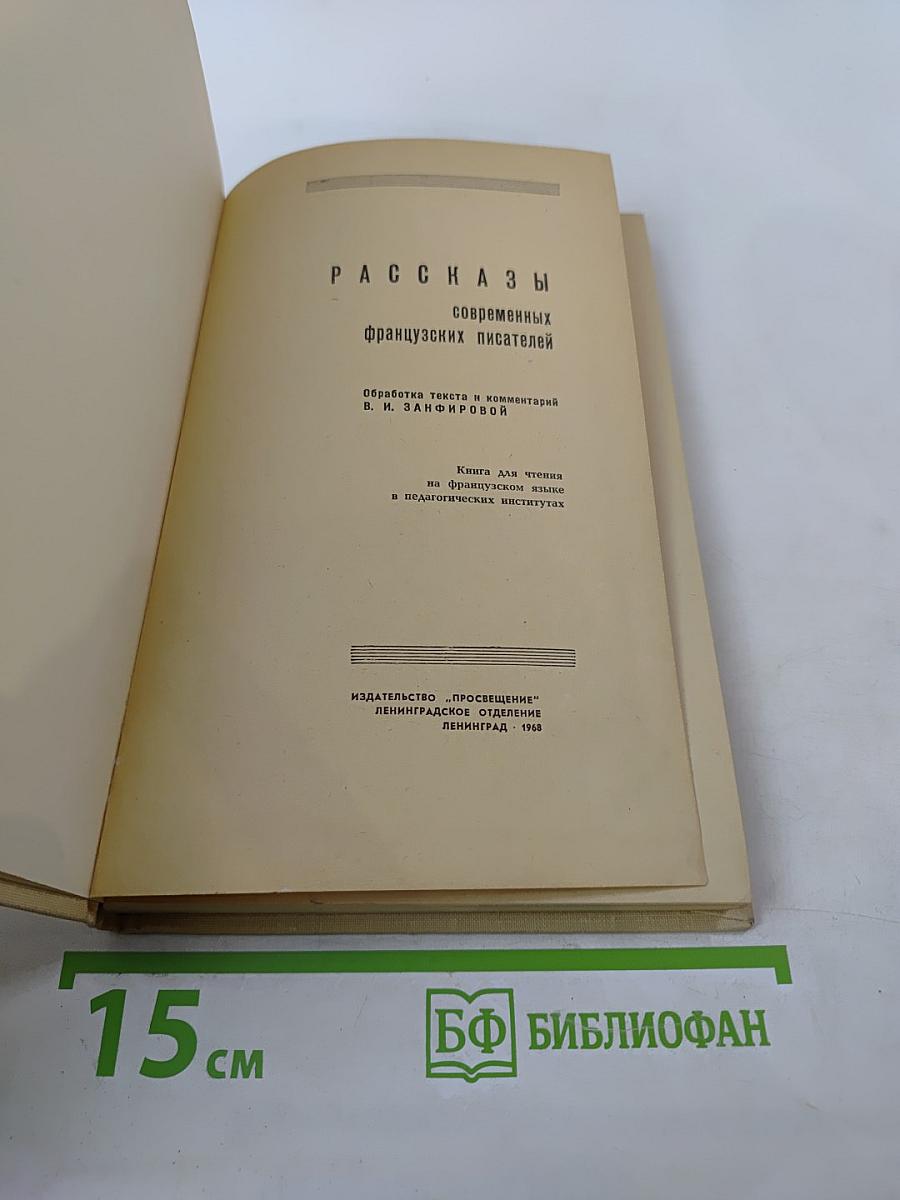 РАССКАЗЫ
современных
французских писателей
Обработка текста и комментарий
В. И. ЗАНФИРОВОЙ
Книга для чтения
на французском языке
в педагогических институтах
ИЗДАТЕЛЬСТВО „ПРОСВЕЩЕНИЕ"
ЛЕНИНГРАДСКОЕ ОТДЕЛЕНИЕ
ЛЕНИНГРАД · 1968
15 см
БФ БИБЛИОФАН